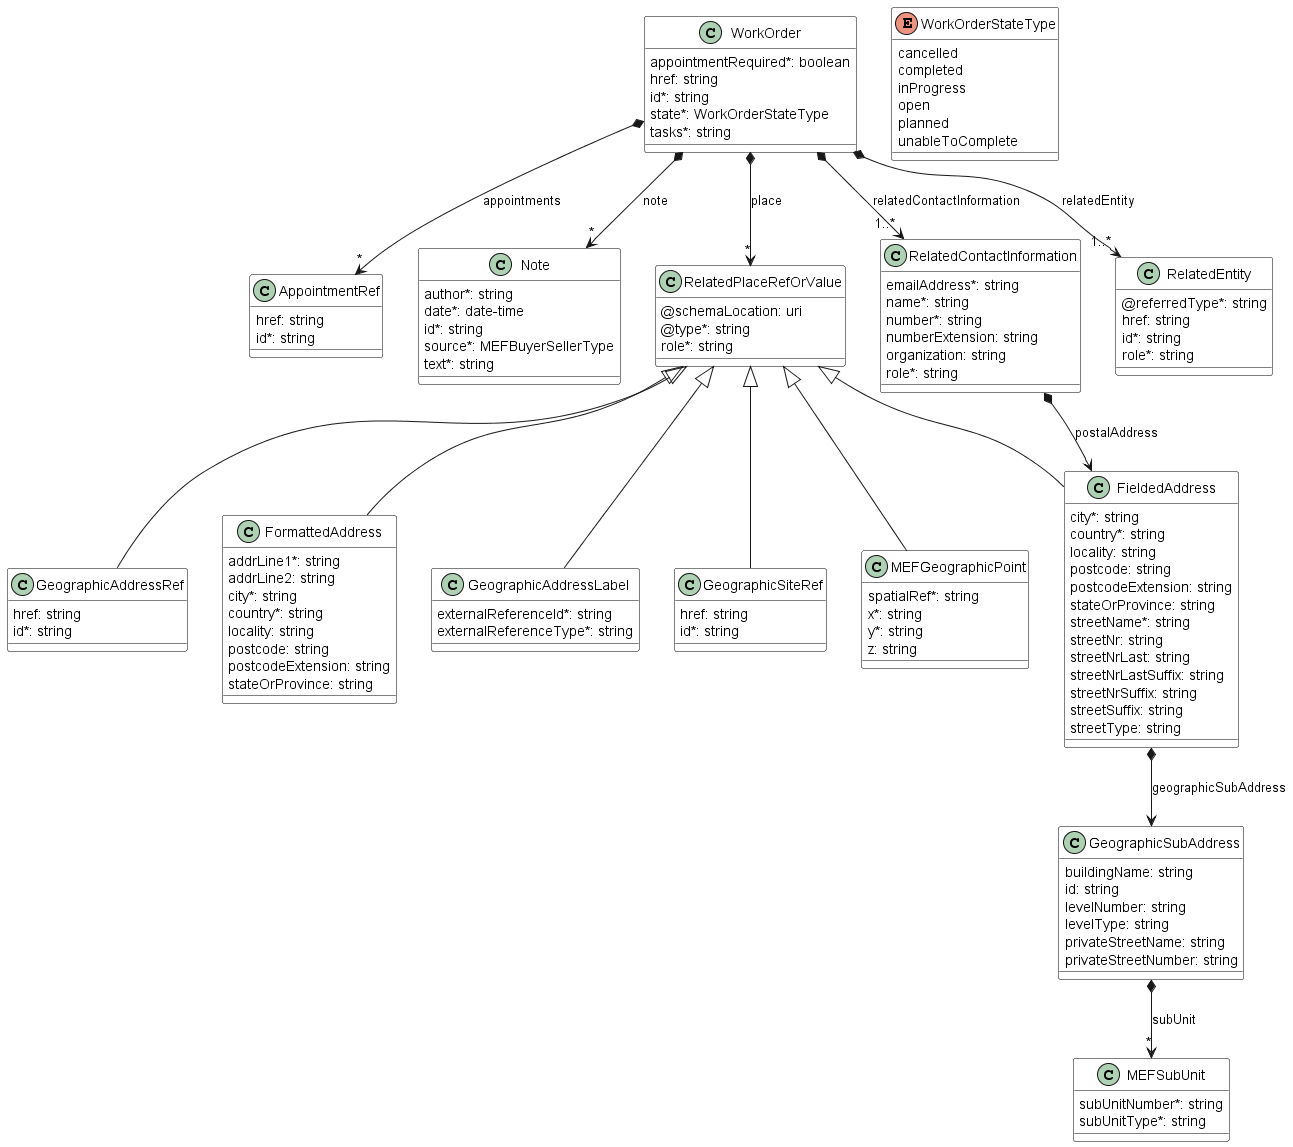 C WorkOrder
appointmentRequired*: boolean
href: string
id*: string
state*: WorkOrderStateType
tasks*: string
E WorkOrderStateType
cancelled
completed
inProgress
open
planned
unableToComplete
appointments
note
place
relatedContactInformation
relatedEntity
*
*
*
1..*
1..*
C AppointmentRef
href: string
id*: string
C Note
author*: string
date*: date-time
id*: string
source*: MEFBuyerSellerType
text*: string
C RelatedPlaceRefOrValue
@schemaLocation: uri
@type*: string
role*: string
C RelatedContactInformation
emailAddress*: string
name*: string
number*: string
numberExtension: string
organization: string
role*: string
C RelatedEntity
@referredType*: string
href: string
id*: string
role*: string
postalAddress
C GeographicAddressRef
href: string
id*: string
C FormattedAddress
addrLine1*: string
addrLine2: string
city*: string
country*: string
locality: string
postcode: string
postcodeExtension: string
stateOrProvince: string
C GeographicAddressLabel
externalReferenceId*: string
externalReferenceType*: string
C GeographicSiteRef
href: string
id*: string
C MEFGeographicPoint
spatialRef*: string
x*: string
y*: string
z: string
C FieldedAddress
city*: string
country*: string
locality: string
postcode: string
postcodeExtension: string
stateOrProvince: string
streetName*: string
streetNr: string
streetNrLast: string
streetNrLastSuffix: string
streetNrSuffix: string
streetSuffix: string
streetType: string
geographicSubAddress
C GeographicSubAddress
buildingName: string
id: string
levelNumber: string
levelType: string
privateStreetName: string
privateStreetNumber: string
subUnit
*
C MEFSubUnit
subUnitNumber*: string
subUnitType*: string